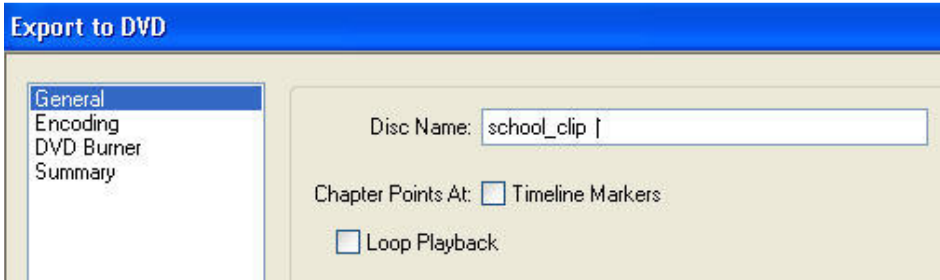 Export to DVD
General
Encoding
DVD Burner
Summary
Disc Name: school_clip
Chapter Points At: Timeline Markers
Loop Playback